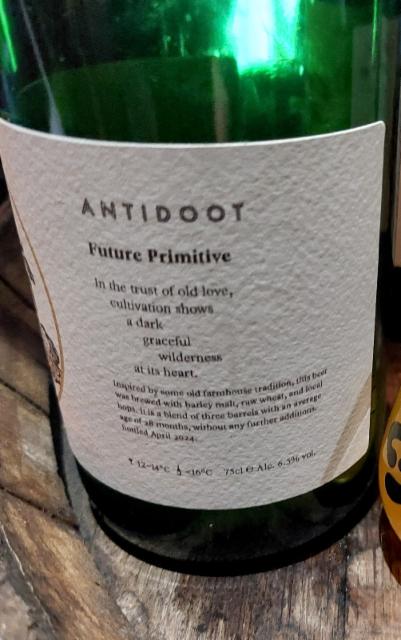 ANTIDOOT
Future Primitive
In the trust of old love,
cultivation shows
a dark
graceful
wilderness
at its heart.
Inspired by some old farmhouse tradition, this beer
was brewed with barley malt, raw wheat, and local
hops. It is a blend of three barrels with an average
age of 28 months, without any further additions.
Bottled April 2024.
12-14°C <16°C 75cl e Alc. 6.5% vol.